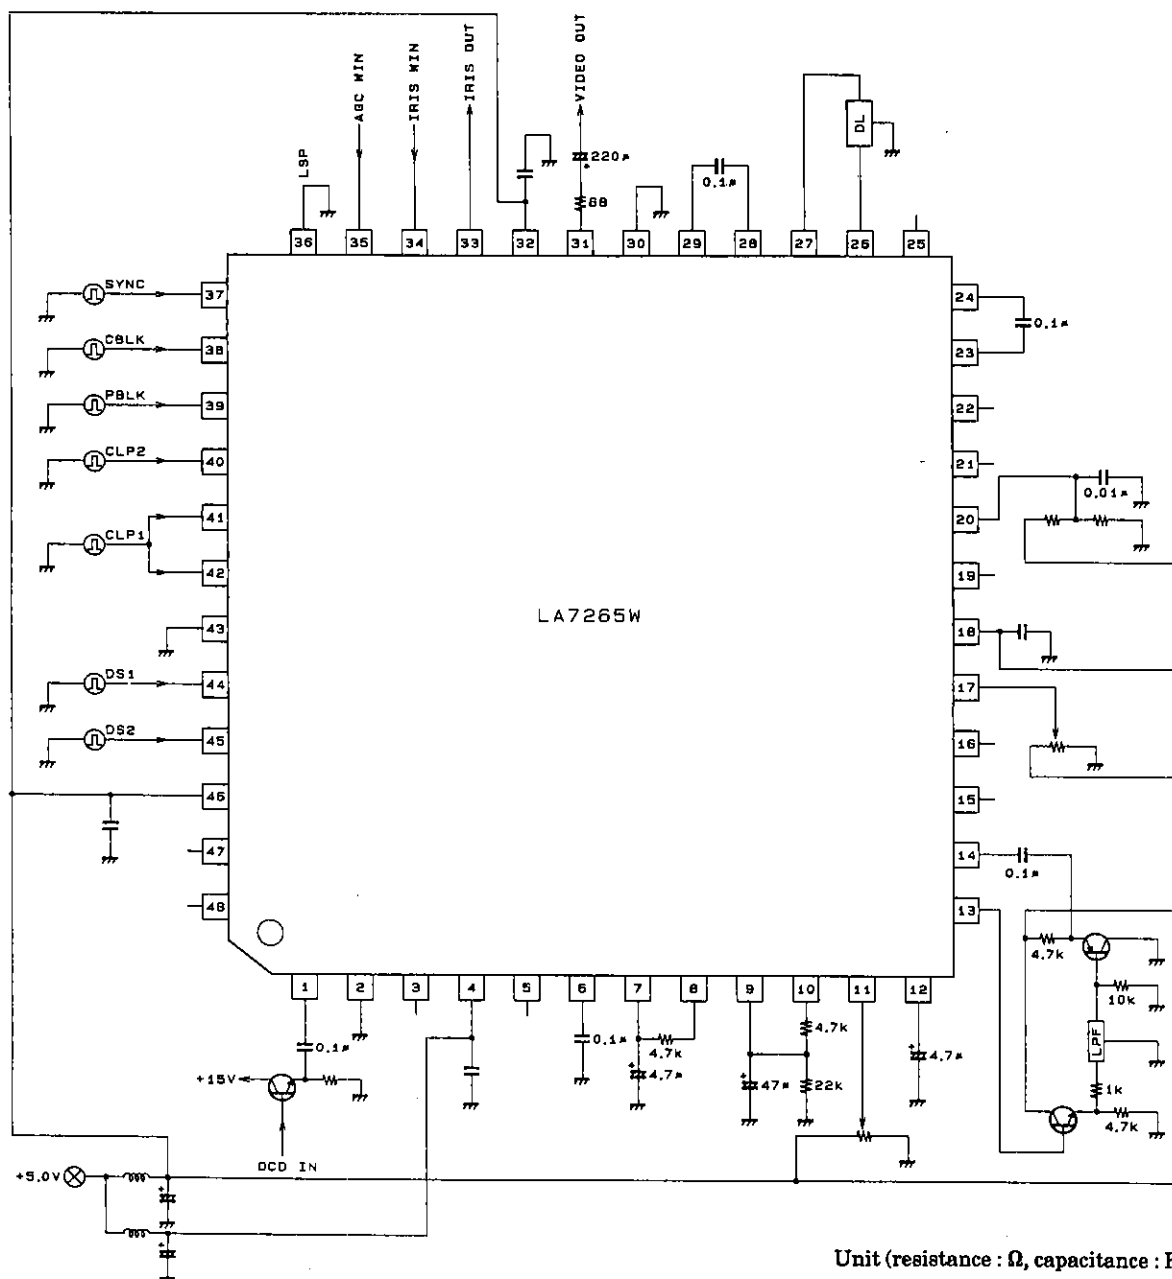 AGC WIN
IRIS WIN
IRIS OUT
VIDEO OUT
LSP
220μ
68
0.1μ
DL
36
35
34
33
32
31
30
29
28
27
26
25
SYNC
37
CBLK
38
PBLK
39
CLP2
40
41
CLP1
42
43
DS1
44
DS2
45
46
47
48
LA7265W
24
0.1μ
23
22
21
0.01μ
20
19
18
17
16
15
14
0.1μ
13
4.7k
10k
LPF
1k
4.7k
1
2
3
4
5
6
7
8
9
10
11
12
0.1μ
0.1μ
4.7k
4.7μ
4.7k
47μ
22k
4.7μ
+15V
CCD IN
+5.0V
Unit (resistance : Ω, capacitance : F